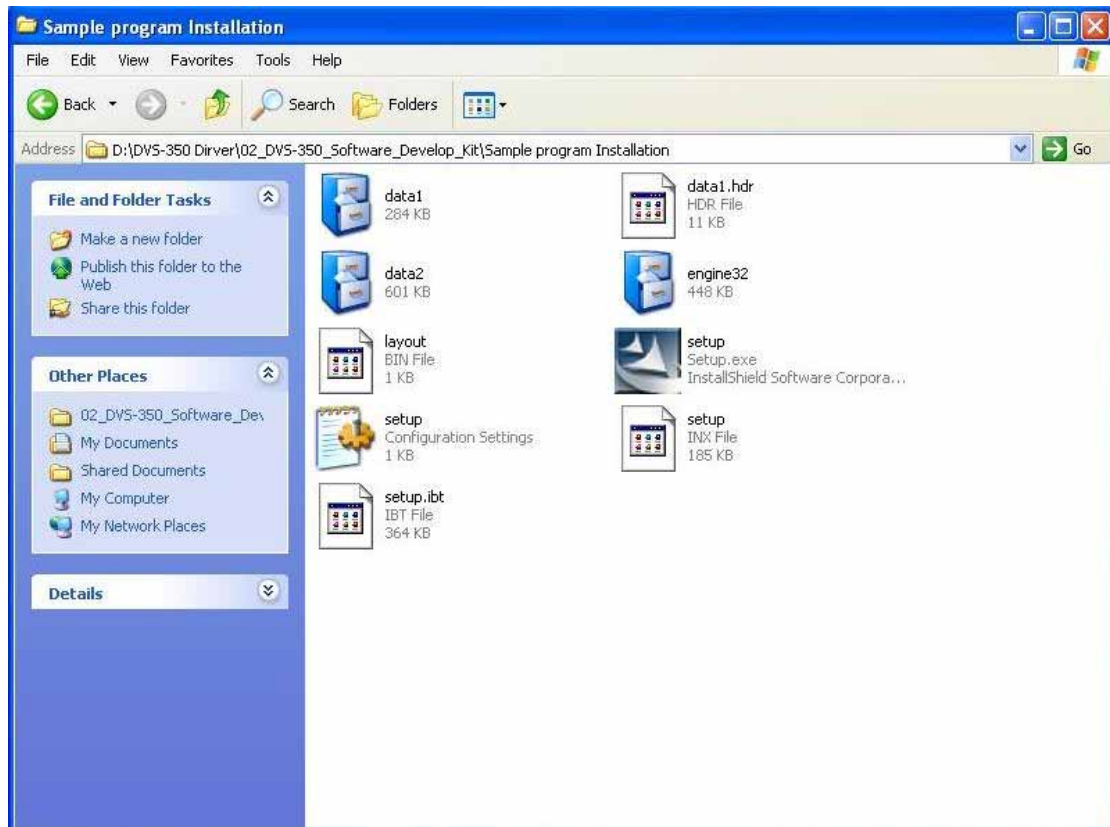 Sample program Installation
File Edit View Favorites Tools Help
Back Search Folders
Address D:\DVS-350 Dirver\02_DVS-350_Software_Develop_Kit\Sample program Installation Go
File and Folder Tasks
Make a new folder
Publish this folder to the
Web
Share this folder
Other Places
02_DVS-350_Software_Dev
My Documents
Shared Documents
My Computer
My Network Places
Details
data1
284 KB
data1.hdr
HDR File
11 KB
data2
601 KB
engine32
448 KB
layout
BIN File
1 KB
setup
Setup.exe
InstallShield Software Corpora...
setup
Configuration Settings
1 KB
setup
INX File
185 KB
setup.ibt
IBT File
364 KB